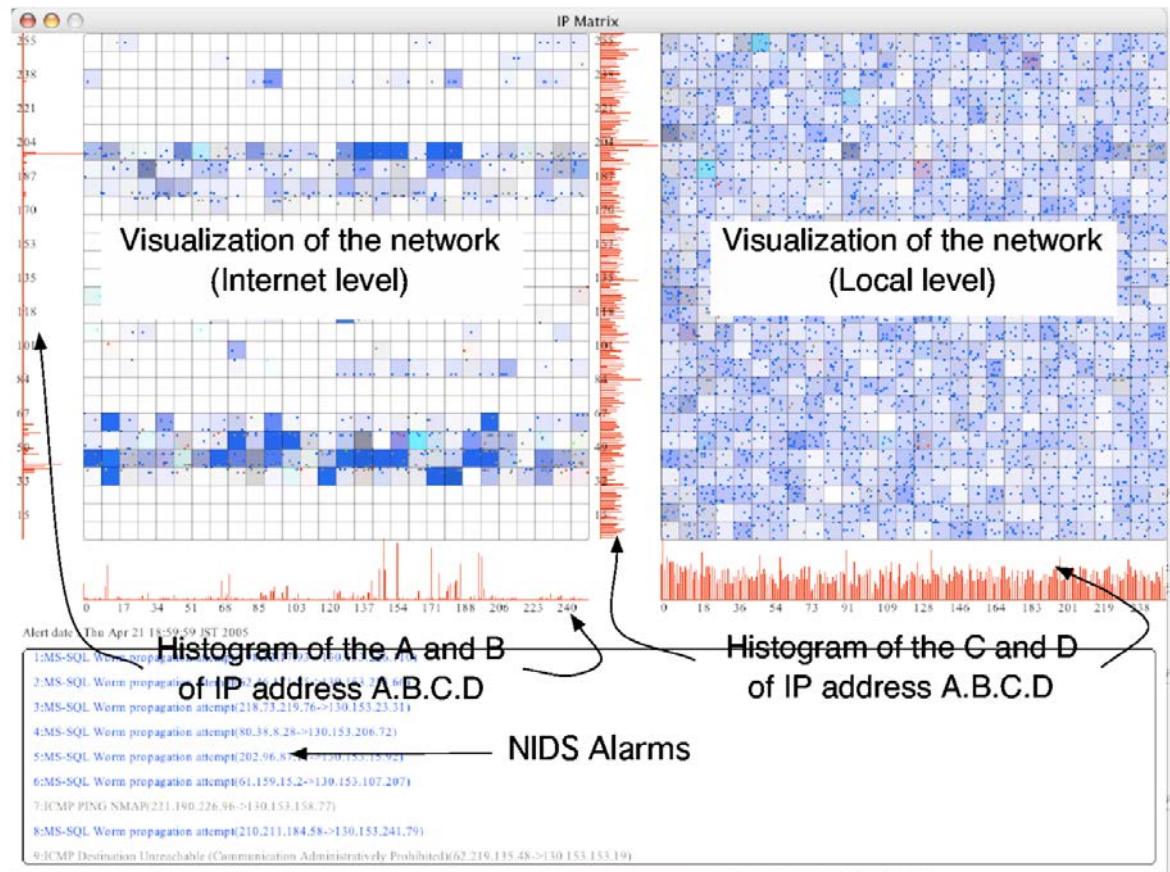 IP Matrix
255
238
221
204
187
170
153
135
118
101
84
67
50
33
15
Visualization of the network
(Internet level)
Visualization of the network
(Local level)
0 17 34 51 68 85 103 120 137 154 171 188 206 223 240
0 18 36 54 73 91 109 128 146 164 183 201 219 238
Alert date : Thu Apr 21 18:59:59 JST 2005
Histogram of the A and B
of IP address A.B.C.D
Histogram of the C and D
of IP address A.B.C.D
1:MS-SQL Worm propagation
2:MS-SQL Worm propagation
3:MS-SQL Worm propagation attempt(218.73.219.76->130.153.23.31)
4:MS-SQL Worm propagation attempt(80.38.8.28->130.153.206.72)
NIDS Alarms
5:MS-SQL Worm propagation
6:MS-SQL Worm propagation attempt(61.159.15.2->130.153.107.207)
7:ICMP PING NMAP(221.190.226.96->130.153.158.77)
8:MS-SQL Worm propagation attempt(210.211.184.58->130.153.241.79)
9:ICMP Destination Unreachable (Communication Administratively Prohibited)(62.219.135.48->130.153.153.19)